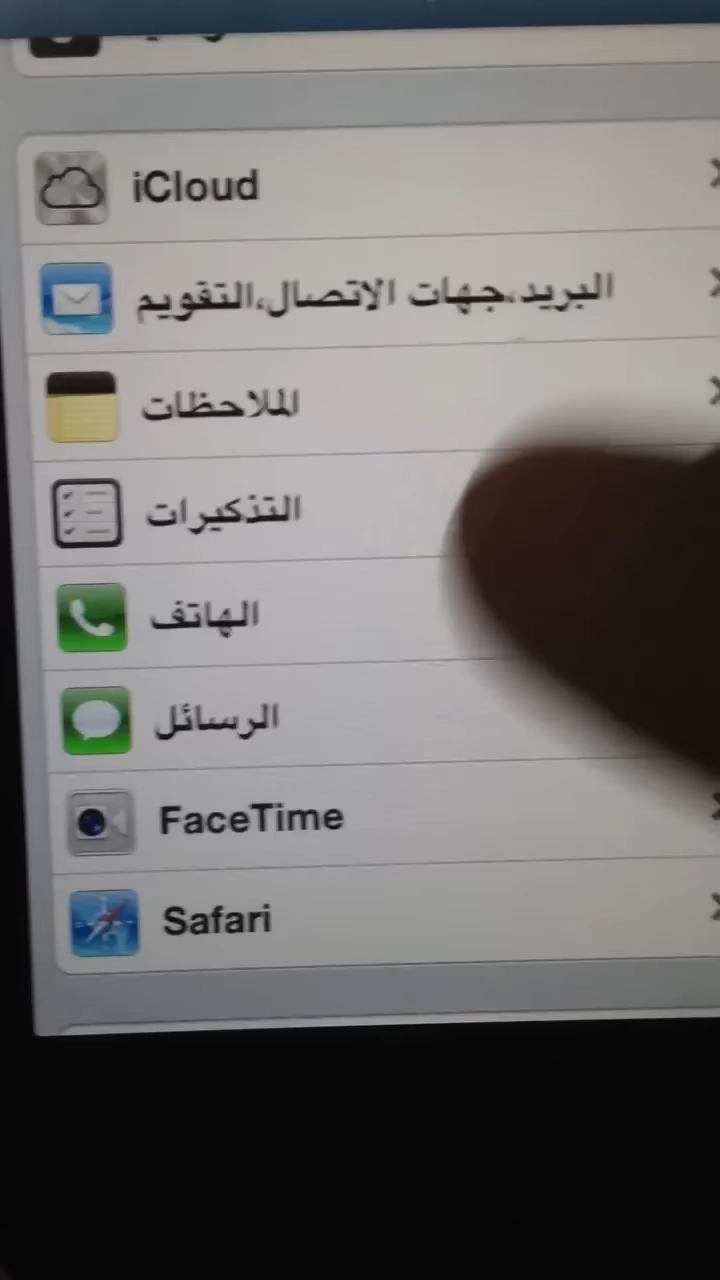 iCloud
البريد،جهات الاتصال،التقويم
الملاحظات
التذكيرات
الهاتف
الرسائل
FaceTime
Safari